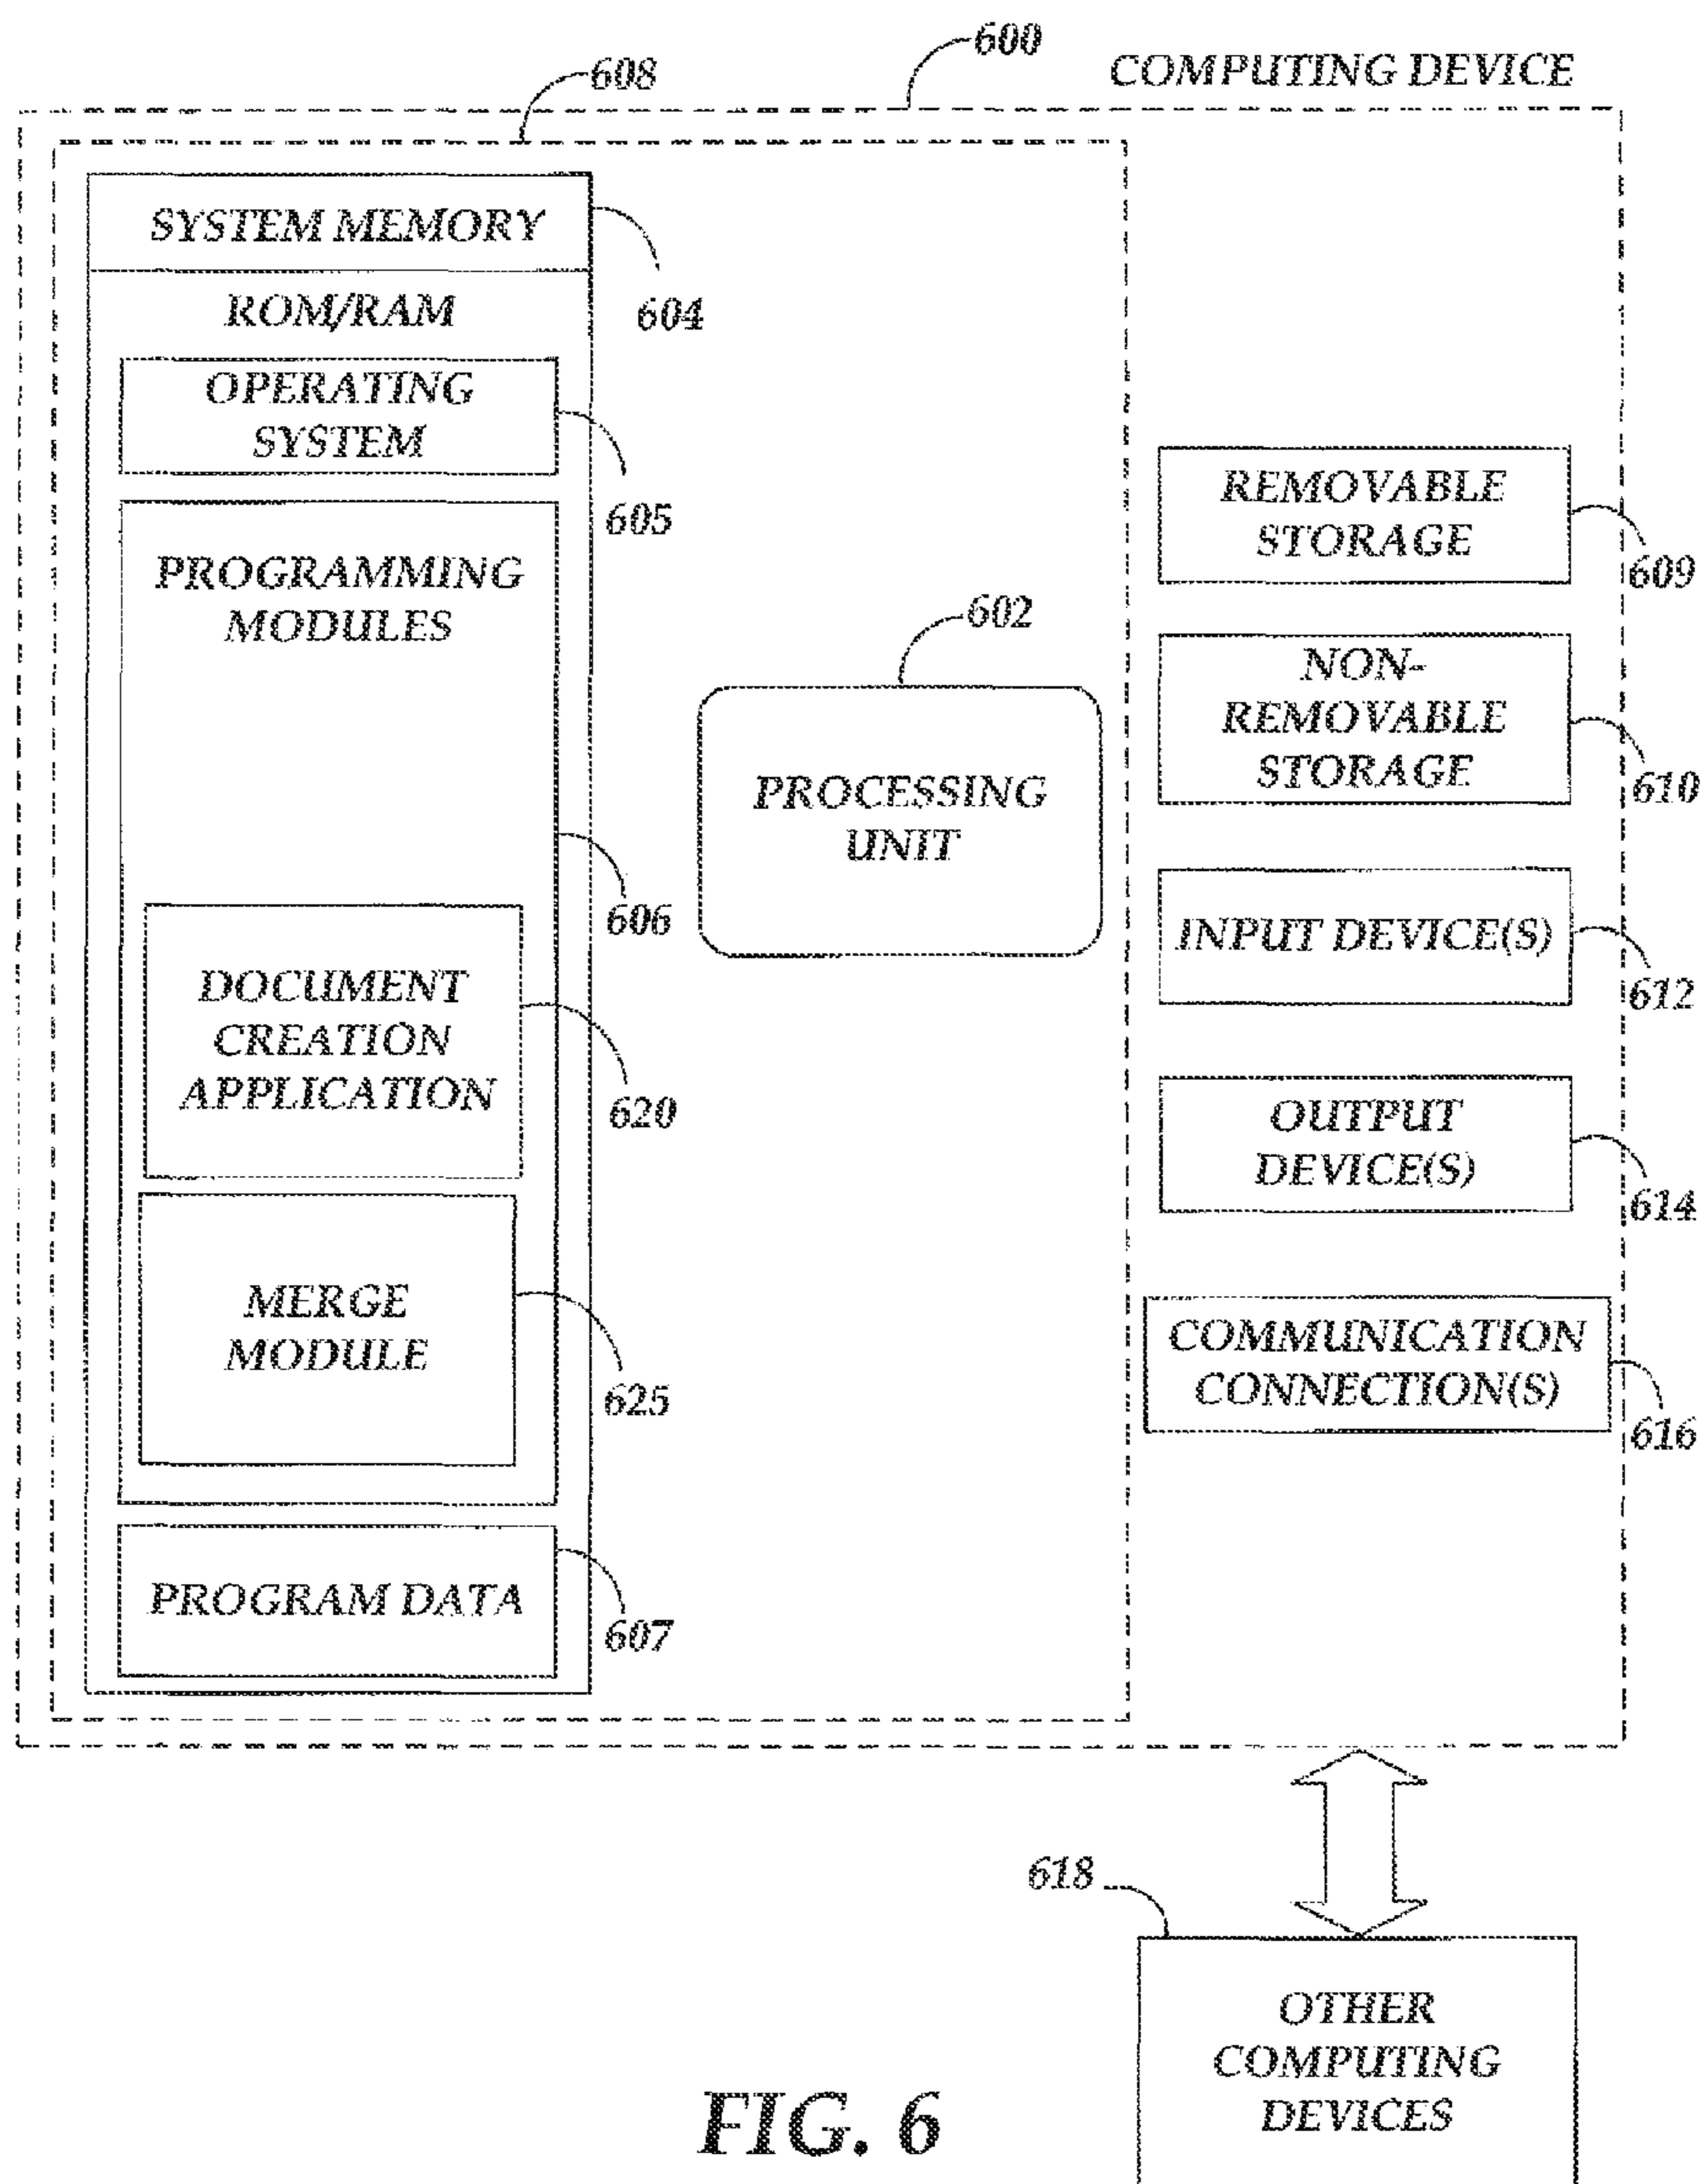 600
COMPUTING DEVICE
608
SYSTEM MEMORY
604
ROM/RAM
OPERATING
SYSTEM
605
PROGRAMMING
MODULES
606
DOCUMENT
CREATION
APPLICATION
620
MERGE
MODULE
625
PROGRAM DATA
607
602
PROCESSING
UNIT
REMOVABLE
STORAGE
609
NON-
REMOVABLE
STORAGE
610
INPUT DEVICE(S)
612
OUTPUT
DEVICE(S)
614
COMMUNICATION
CONNECTION(S)
616
618
OTHER
COMPUTING
DEVICES
FIG. 6